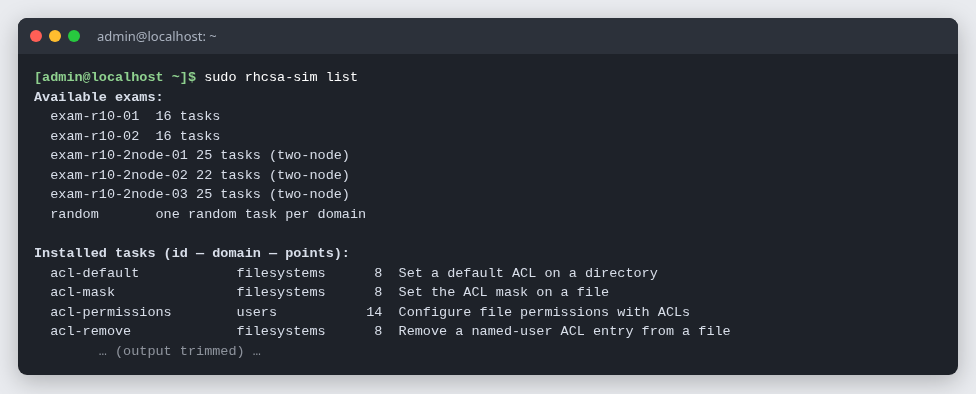 admin@localhost: ~
[admin@localhost ~]$ sudo rhcsa-sim list
Available exams:
  exam-r10-01  16 tasks
  exam-r10-02  16 tasks
  exam-r10-2node-01 25 tasks (two-node)
  exam-r10-2node-02 22 tasks (two-node)
  exam-r10-2node-03 25 tasks (two-node)
  random       one random task per domain

Installed tasks (id — domain — points):
  acl-default            filesystems      8  Set a default ACL on a directory
  acl-mask               filesystems      8  Set the ACL mask on a file
  acl-permissions        users           14  Configure file permissions with ACLs
  acl-remove             filesystems      8  Remove a named-user ACL entry from a file
        … (output trimmed) …